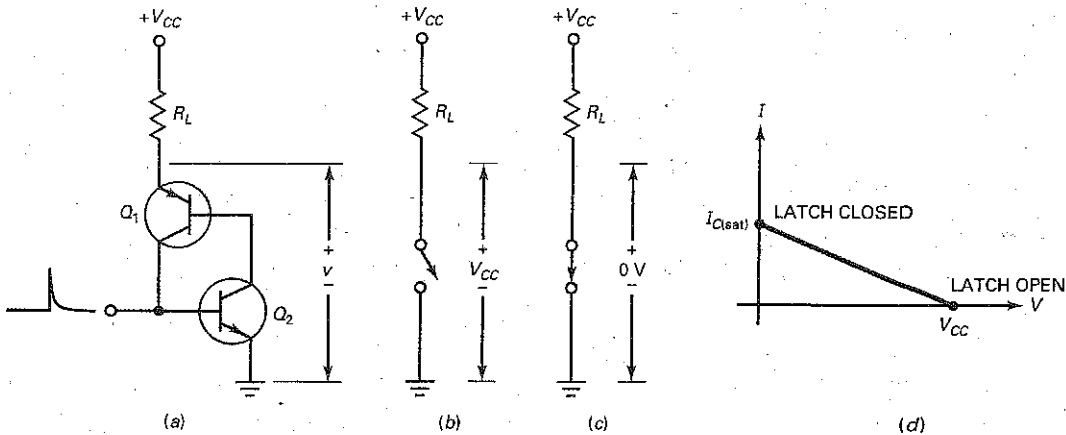 +V_CC
R_L
Q_1
Q_2
+
v
−
(a)
+V_CC
R_L
+
V_CC
−
(b)
+V_CC
R_L
+
0 V
−
(c)
I
I_C(sat)
LATCH CLOSED
LATCH OPEN
V
V_CC
(d)